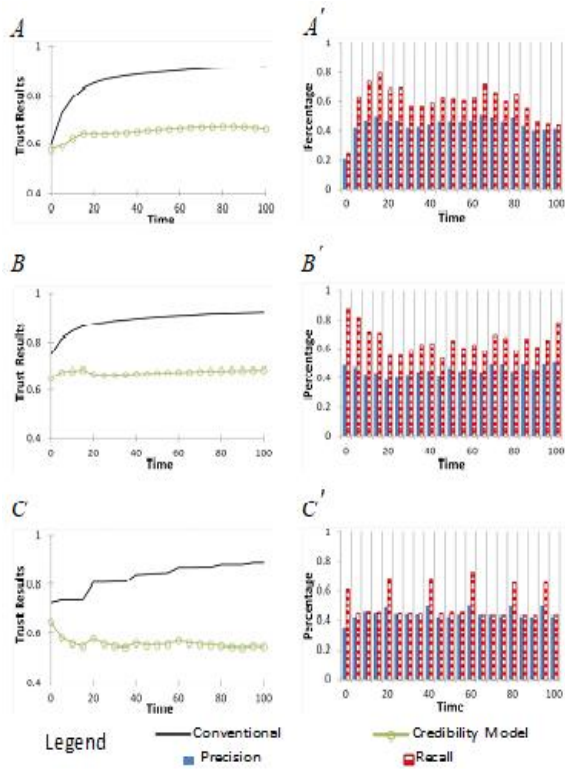 A
A'
1
0.8
0.6
0.4
Trust Results
0 20 40 60 80 100
Time
1
0.8
0.6
0.4
0.2
0
Percentage
0 20 40 60 80 100
Time
B
B'
1
0.8
0.6
0.4
Trust Results
0 20 40 60 80 100
Time
1
0.8
0.6
0.4
0.2
0
Percentage
0 20 40 60 80 100
Time
C
C'
1
0.8
0.6
0.4
Trust Results
0 20 40 60 80 100
Time
1
0.8
0.6
0.4
0.2
0
Percentage
0 20 40 60 80 100
Time
Legend
Conventional
Credibility Model
Precision
Recall